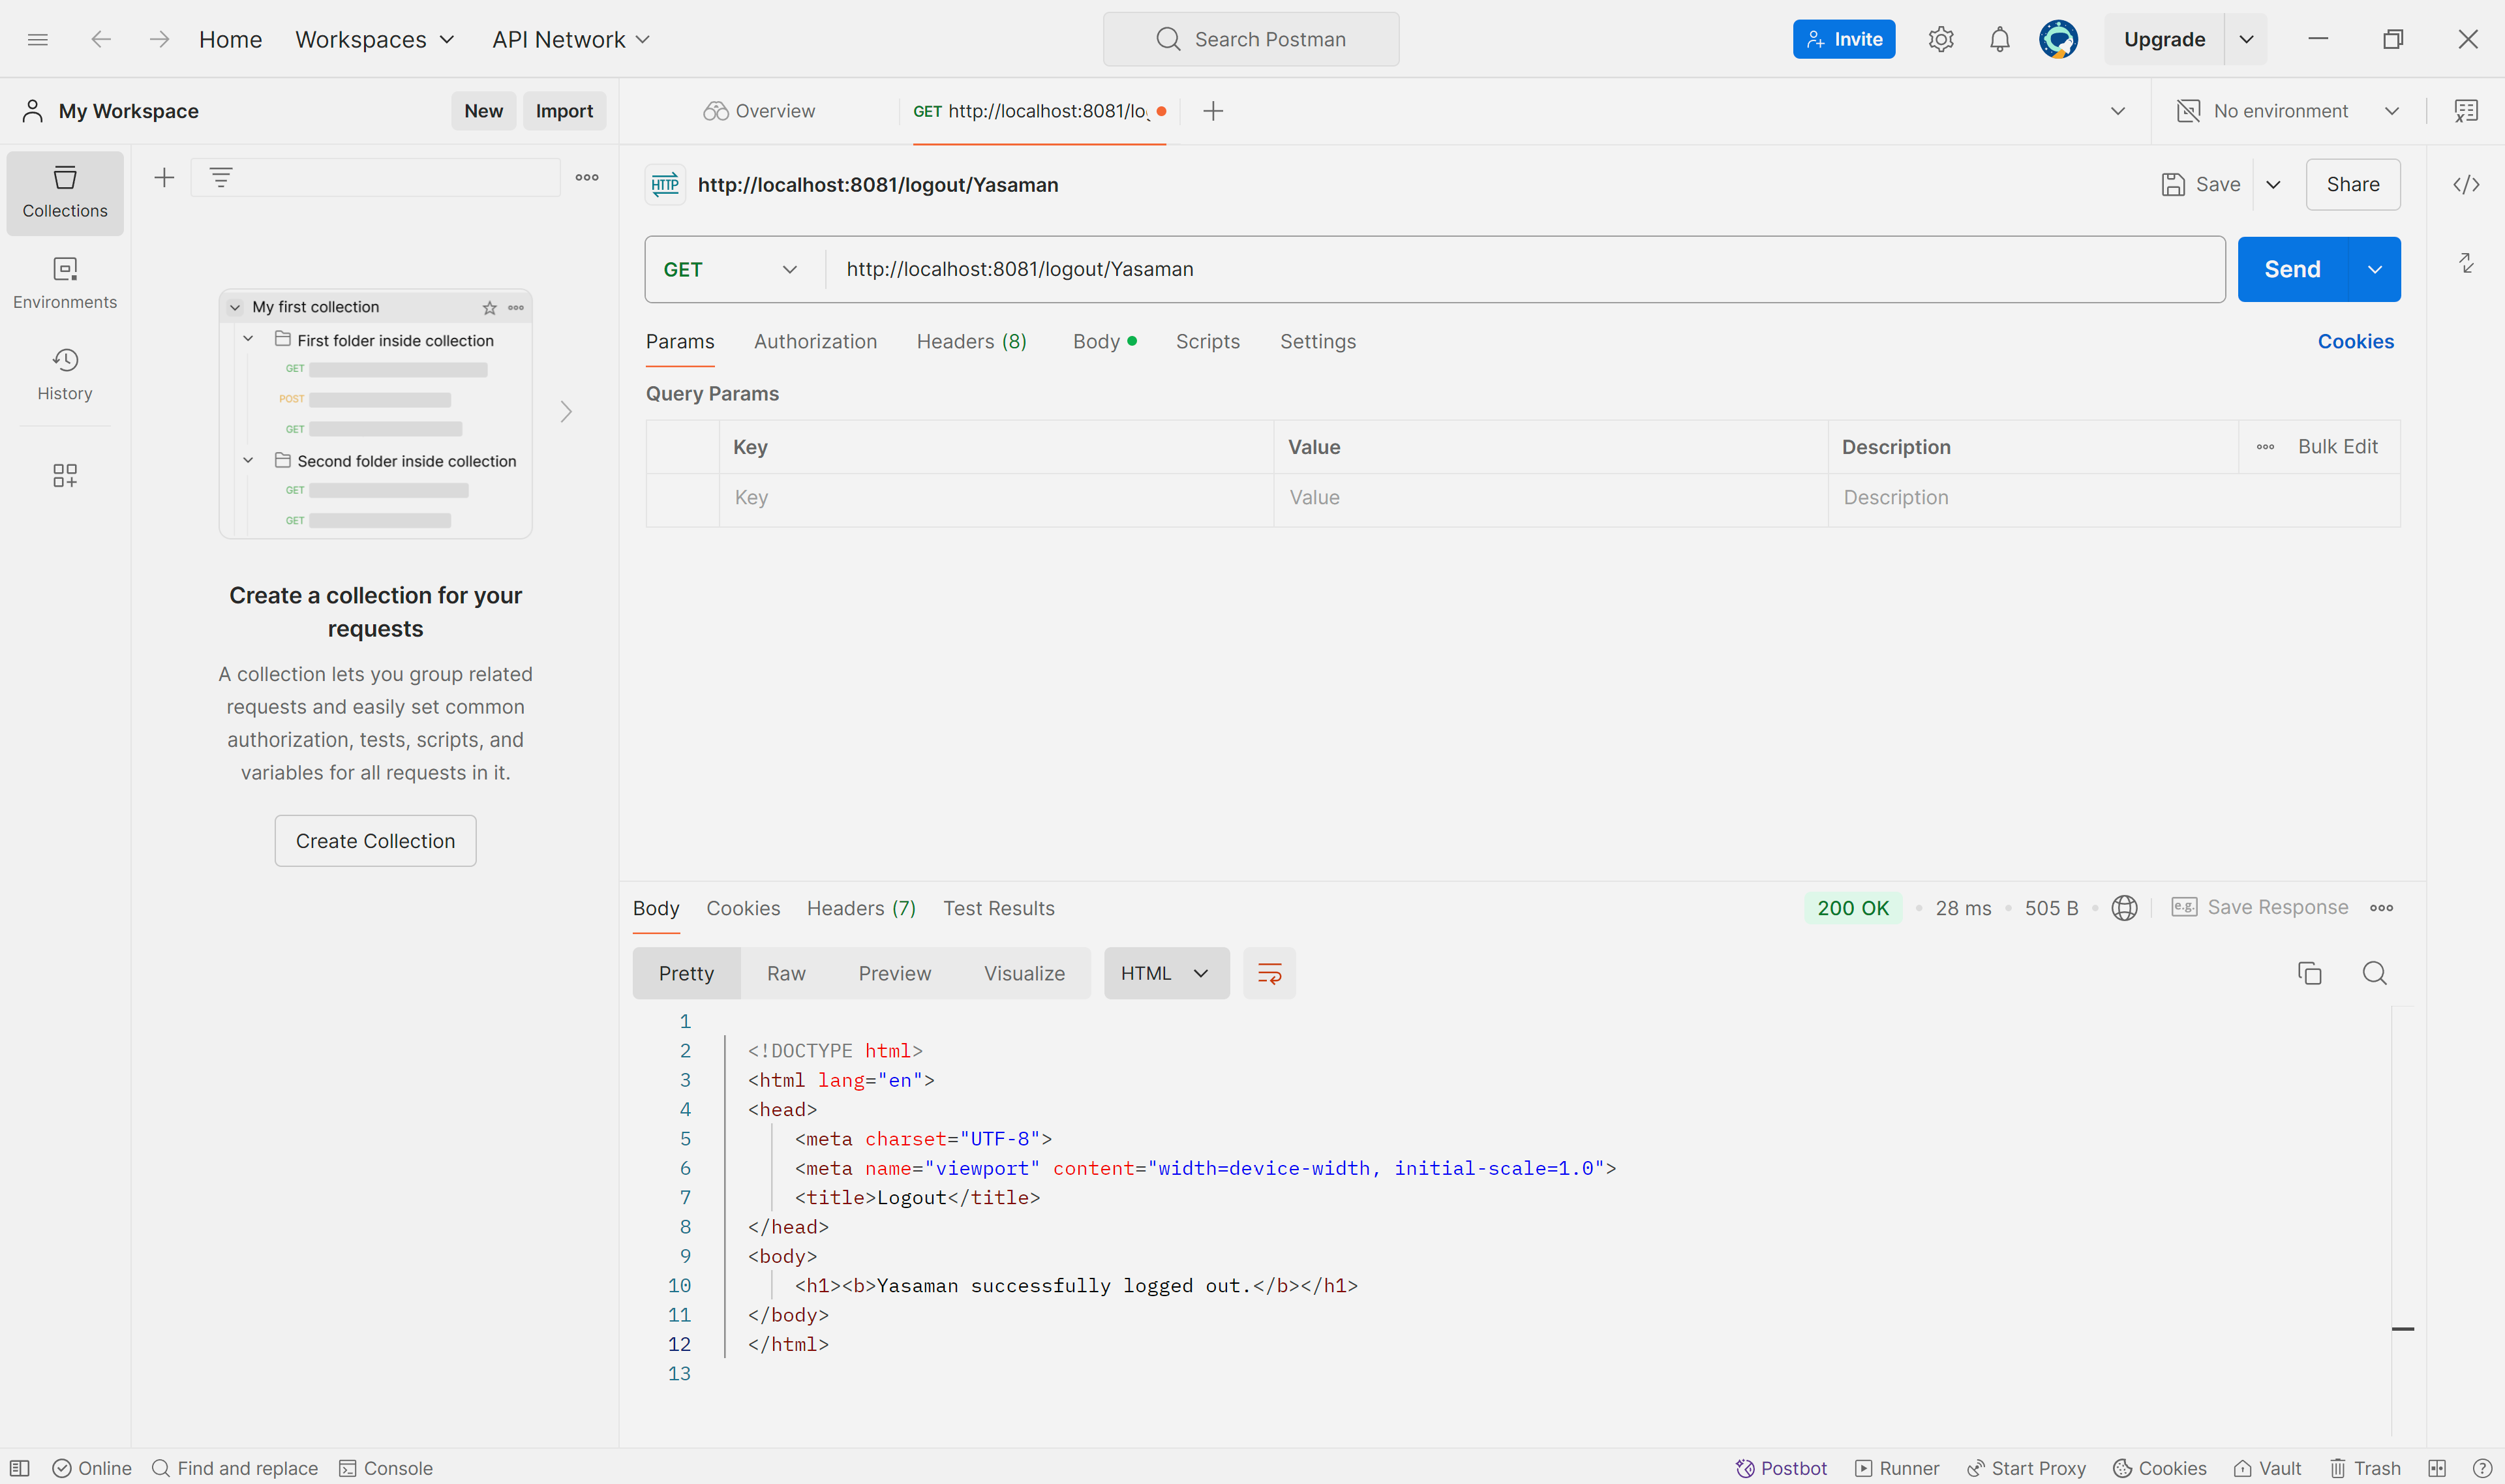 Home Workspaces API Network Search Postman Invite Upgrade
My Workspace New Import Overview GET http://localhost:8081/lo No environment
Collections
Environments
History
My first collection
First folder inside collection
GET
POST
GET
Second folder inside collection
GET
GET
Create a collection for your
requests
A collection lets you group related
requests and easily set common
authorization, tests, scripts, and
variables for all requests in it.
Create Collection
HTTP http://localhost:8081/logout/Yasaman Save Share
GET http://localhost:8081/logout/Yasaman Send
Params Authorization Headers (8) Body Scripts Settings Cookies
Query Params
Key Value Description Bulk Edit
Key Value Description
Body Cookies Headers (7) Test Results 200 OK 28 ms 505 B e.g. Save Response
Pretty Raw Preview Visualize HTML
1
2 <!DOCTYPE html>
3 <html lang="en">
4 <head>
5 <meta charset="UTF-8">
6 <meta name="viewport" content="width=device-width, initial-scale=1.0">
7 <title>Logout</title>
8 </head>
9 <body>
10 <h1><b>Yasaman successfully logged out.</b></h1>
11 </body>
12 </html>
13
Online Find and replace Console Postbot Runner Start Proxy Cookies Vault Trash